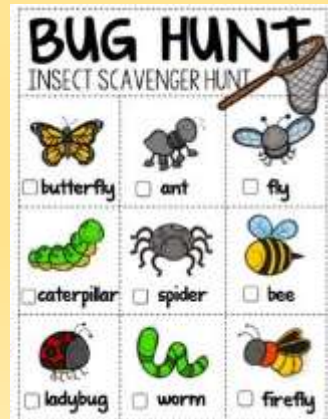 BUG HUNT
INSECT SCAVENGER HUNT
butterfly
ant
fly
caterpillar
spider
bee
ladybug
worm
firefly